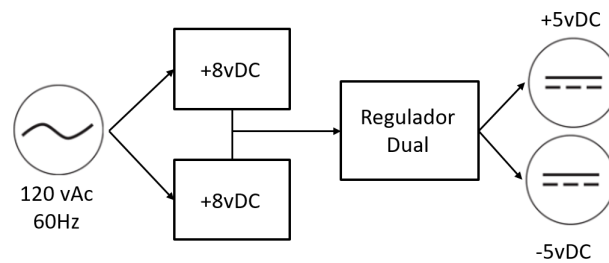 120 vAc
60Hz
+8vDC
+8vDC
Regulador
Dual
+5vDC
-5vDC